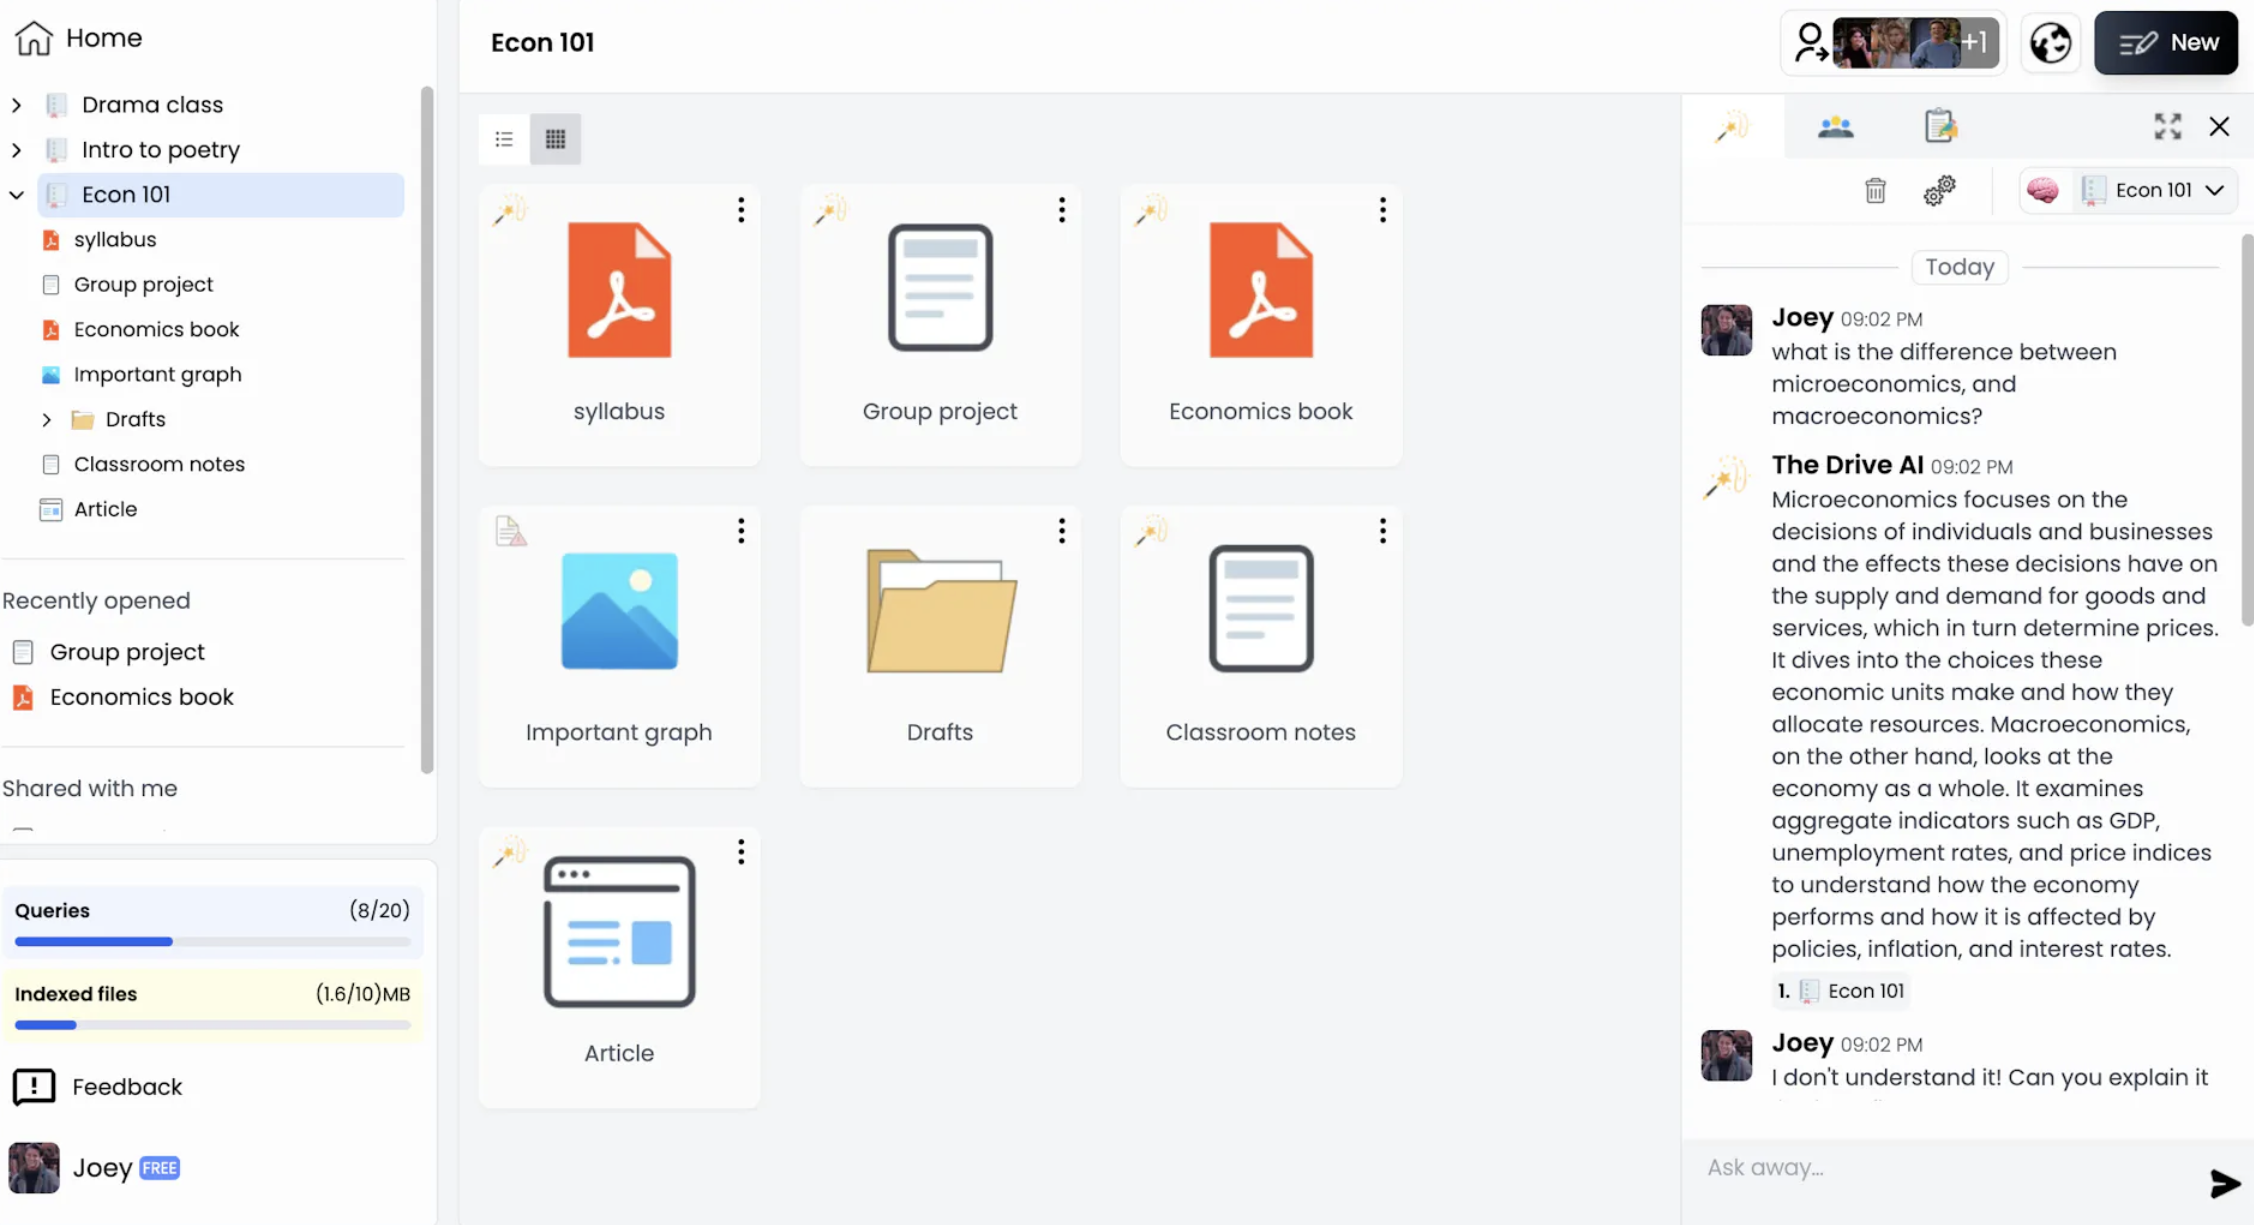 Home
Drama class
Intro to poetry
Econ 101
syllabus
Group project
Economics book
Important graph
Drafts
Classroom notes
Article
Recently opened
Group project
Economics book
Shared with me
Queries (8/20)
Indexed files (1.6/10)MB
Feedback
Joey FREE
Econ 101
+1
New
syllabus
Group project
Economics book
Important graph
Drafts
Classroom notes
Article
Econ 101
Today
Joey 09:02 PM
what is the difference between
microeconomics, and
macroeconomics?
The Drive AI 09:02 PM
Microeconomics focuses on the
decisions of individuals and businesses
and the effects these decisions have on
the supply and demand for goods and
services, which in turn determine prices.
It dives into the choices these
economic units make and how they
allocate resources. Macroeconomics,
on the other hand, looks at the
economy as a whole. It examines
aggregate indicators such as GDP,
unemployment rates, and price indices
to understand how the economy
performs and how it is affected by
policies, inflation, and interest rates.
1. Econ 101
Joey 09:02 PM
I don't understand it! Can you explain it
Ask away...